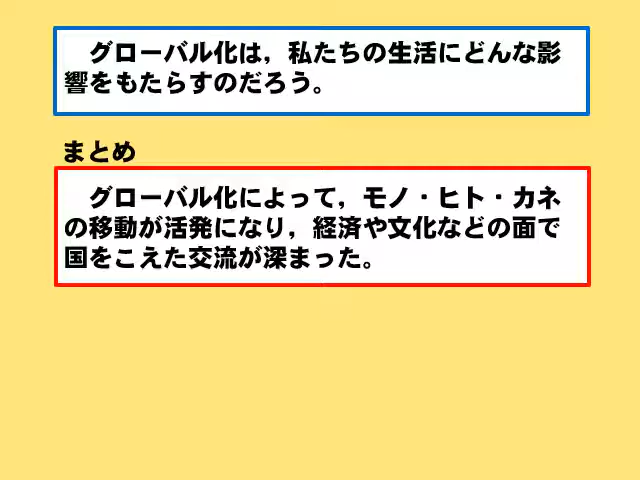 グローバル化は，私たちの生活にどんな影
響をもたらすのだろう。
まとめ
　グローバル化によって，モノ・ヒト・カネ
の移動が活発になり，経済や文化などの面で
国をこえた交流が深まった。